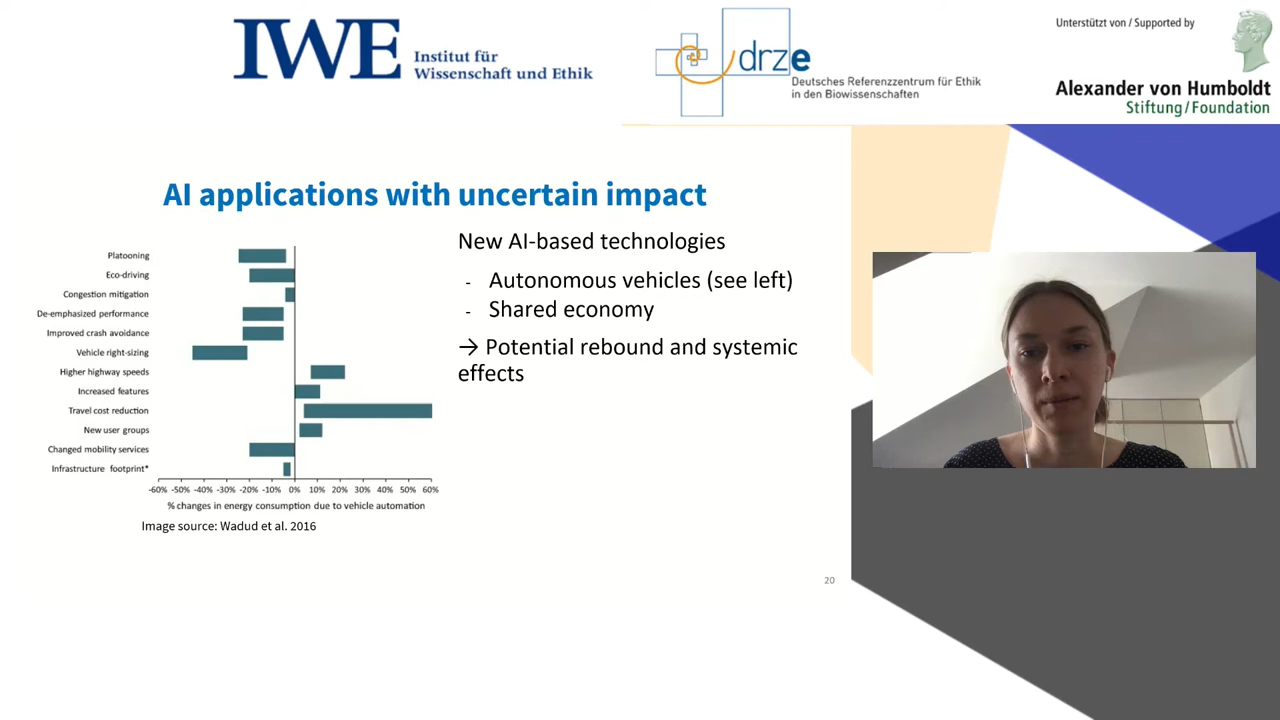 IWE
Institut für
Wissenschaft und Ethik
drze
Deutsches Referenzzentrum für Ethik
in den Biowissenschaften
Unterstützt von / Supported by
Alexander von Humboldt
Stiftung/Foundation
AI applications with uncertain impact
Platooning
Eco-driving
Congestion mitigation
De-emphasized performance
Improved crash avoidance
Vehicle right-sizing
Higher highway speeds
Increased features
Travel cost reduction
New user groups
Changed mobility services
Infrastructure footprint*
-60% -50% -40% -30% -20% -10% 0% 10% 20% 30% 40% 50% 60%
% changes in energy consumption due to vehicle automation
Image source: Wadud et al. 2016
New AI-based technologies
- Autonomous vehicles (see left)
- Shared economy
→ Potential rebound and systemic
effects
20